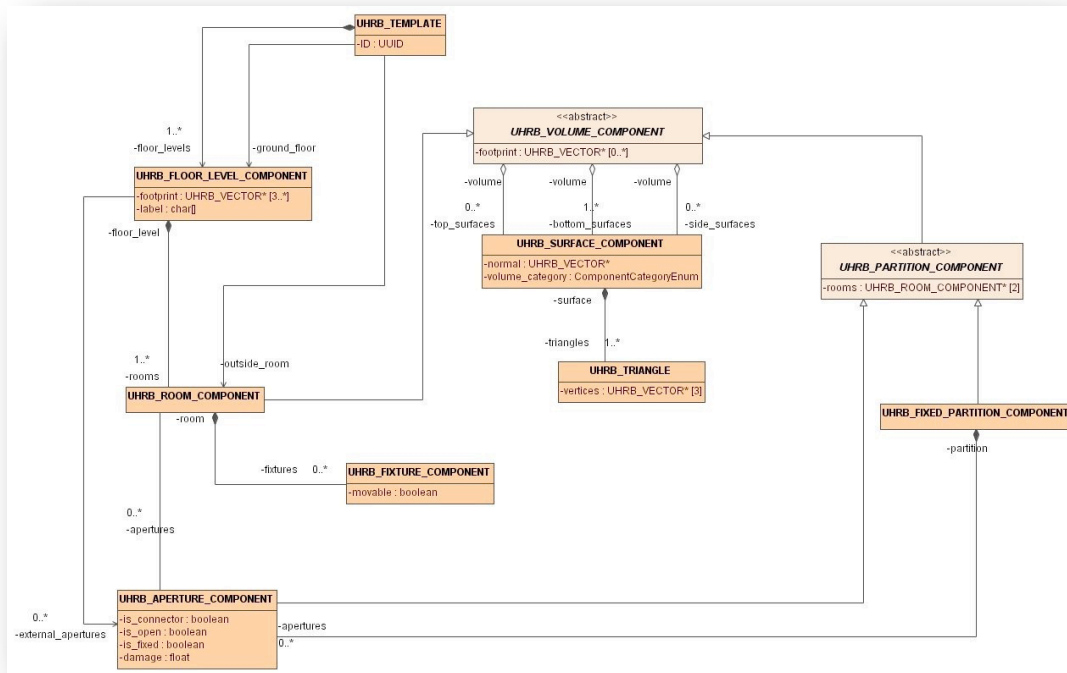 UHRB_TEMPLATE
-ID : UUID
1..*
-floor_levels
-ground_floor
<<abstract>>
UHRB_VOLUME_COMPONENT
-footprint : UHRB_VECTOR* [0..*]
UHRB_FLOOR_LEVEL_COMPONENT
-footprint : UHRB_VECTOR* [3..*]
-label : char[]
-floor_level
-volume
-volume
-volume
0..*
1..*
0..*
-top_surfaces
-bottom_surfaces
-side_surfaces
UHRB_SURFACE_COMPONENT
-normal : UHRB_VECTOR*
-volume_category : ComponentCategoryEnum
-surface
<<abstract>>
UHRB_PARTITION_COMPONENT
-rooms : UHRB_ROOM_COMPONENT* [2]
-triangles
1..*
UHRB_TRIANGLE
-vertices : UHRB_VECTOR* [3]
1..*
-rooms
-outside_room
UHRB_ROOM_COMPONENT
-room
UHRB_FIXED_PARTITION_COMPONENT
-partition
-fixtures
0..*
UHRB_FIXTURE_COMPONENT
-movable : boolean
0..*
-apertures
UHRB_APERTURE_COMPONENT
-is_connector : boolean
-is_open : boolean
-is_fixed : boolean
-damage : float
0..*
-external_apertures
-apertures
0..*